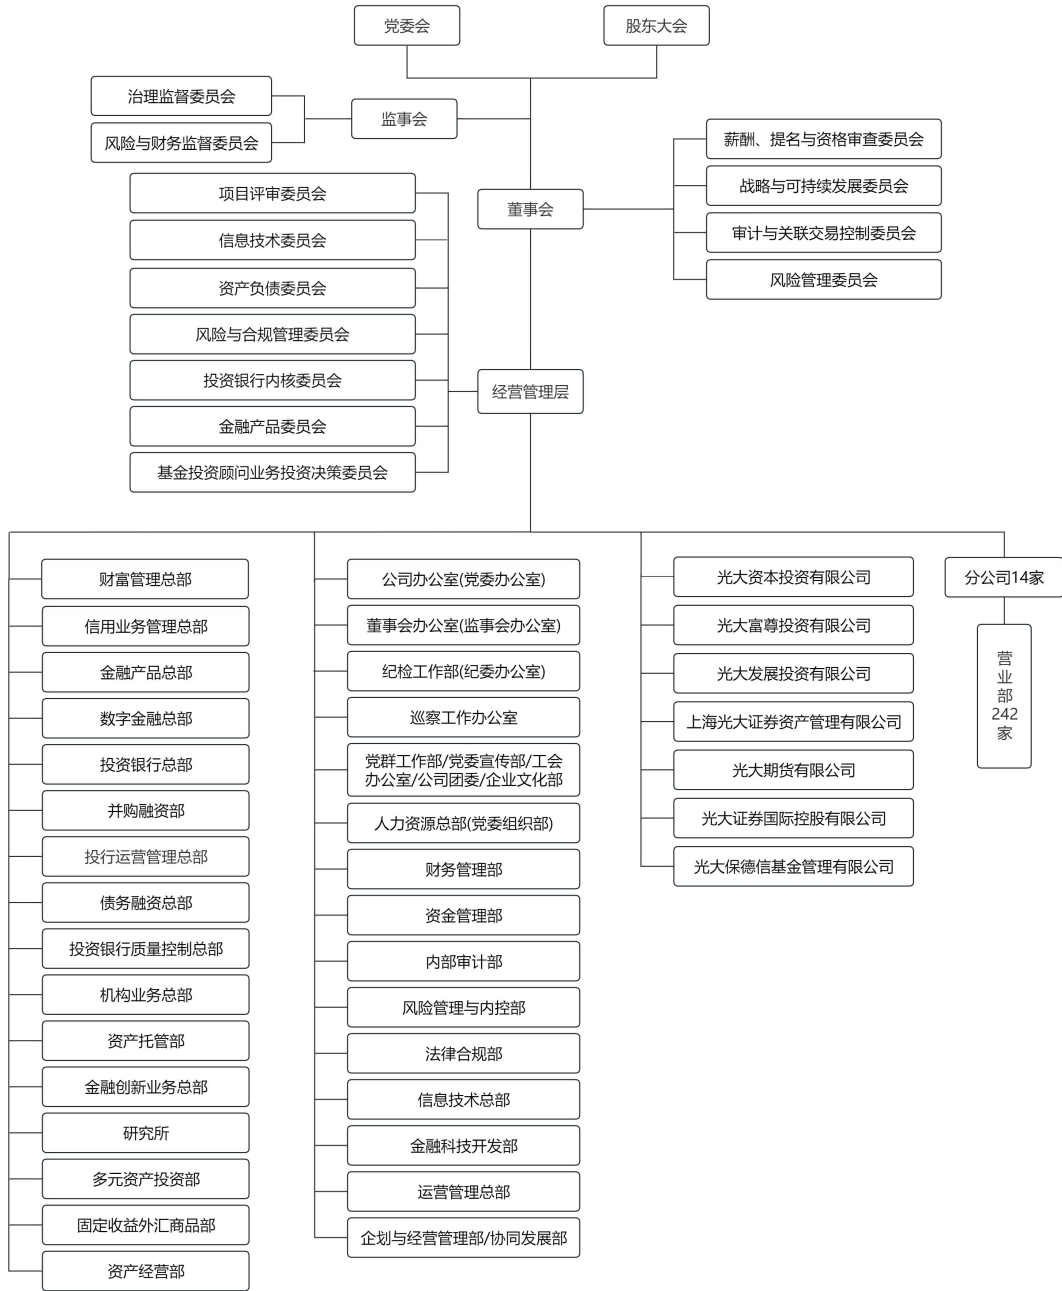 党委会
股东大会
治理监督委员会
风险与财务监督委员会
监事会
薪酬、提名与资格审查委员会
战略与可持续发展委员会
审计与关联交易控制委员会
风险管理委员会
董事会
项目评审委员会
信息技术委员会
资产负债委员会
风险与合规管理委员会
投资银行内核委员会
金融产品委员会
基金投资顾问业务投资决策委员会
经营管理层
财富管理总部
信用业务管理总部
金融产品总部
数字金融总部
投资银行总部
并购融资部
投行运营管理总部
债务融资总部
投资银行质量控制总部
机构业务总部
资产托管部
金融创新业务总部
研究所
多元资产投资部
固定收益外汇商品部
资产经营部
公司办公室(党委办公室)
董事会办公室(监事会办公室)
纪检工作部(纪委办公室)
巡察工作办公室
党群工作部/党委宣传部/工会
办公室/公司团委/企业文化部
人力资源总部(党委组织部)
财务管理部
资金管理部
内部审计部
风险管理与内控部
法律合规部
信息技术总部
金融科技开发部
运营管理总部
企划与经营管理部/协同发展部
光大资本投资有限公司
光大富尊投资有限公司
光大发展投资有限公司
上海光大证券资产管理有限公司
光大期货有限公司
光大证券国际控股有限公司
光大保德信基金管理有限公司
分公司14家
营
业
部
242
家